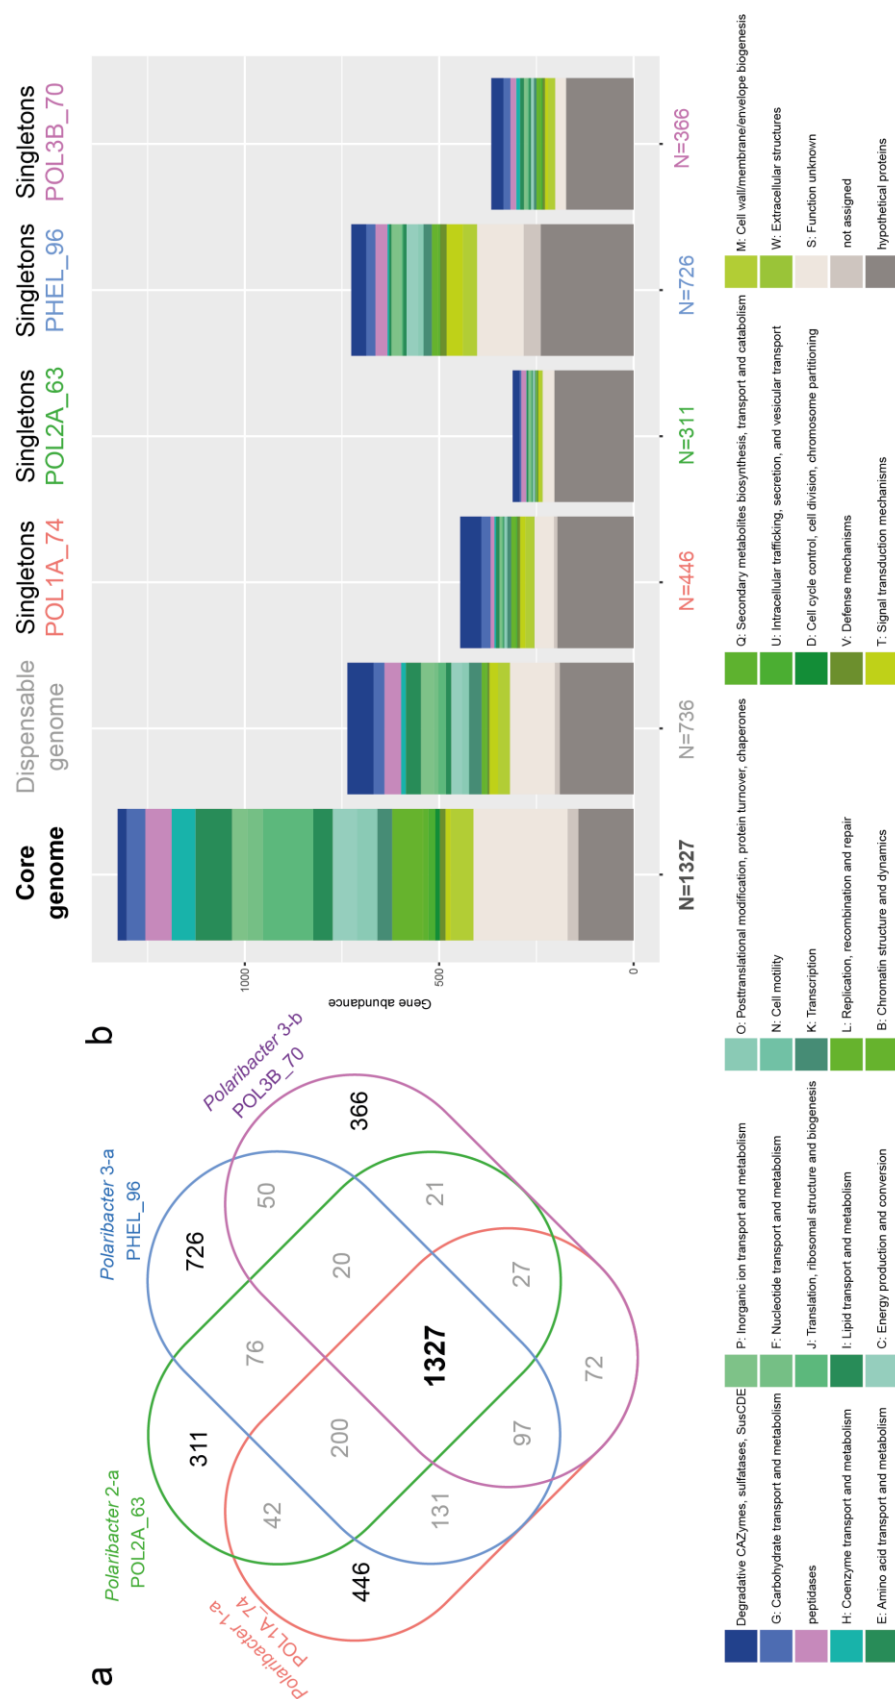 a
Polaribacter 1-a
POL1A_74
Polaribacter 2-a
POL2A_63
Polaribacter 3-a
PHEL_96
Polaribacter 3-b
POL3B_70
311
726
446
366
42
76
50
200
20
131
1327
21
97
27
72
b
Core
genome
Dispensable
genome
Singletons
POL1A_74
Singletons
POL2A_63
Singletons
PHEL_96
Singletons
POL3B_70
Gene abundance
1000
500
0
N=1327
N=736
N=446
N=311
N=726
N=366
Degradative CAZymes, sulfatases, SusCDE
G: Carbohydrate transport and metabolism
peptidases
H: Coenzyme transport and metabolism
E: Amino acid transport and metabolism
P: Inorganic ion transport and metabolism
F: Nucleotide transport and metabolism
J: Translation, ribosomal structure and biogenesis
I: Lipid transport and metabolism
C: Energy production and conversion
O: Posttranslational modification, protein turnover, chaperones
N: Cell motility
K: Transcription
L: Replication, recombination and repair
B: Chromatin structure and dynamics
Q: Secondary metabolites biosynthesis, transport and catabolism
U: Intracellular trafficking, secretion, and vesicular transport
D: Cell cycle control, cell division, chromosome partitioning
V: Defense mechanisms
T: Signal transduction mechanisms
M: Cell wall/membrane/envelope biogenesis
W: Extracellular structures
S: Function unknown
not assigned
hypothetical proteins